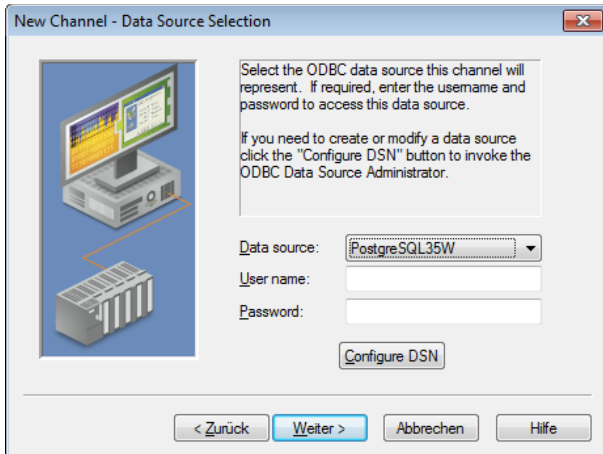 New Channel - Data Source Selection
Select the ODBC data source this channel will
represent. If required, enter the username and
password to access this data source.
If you need to create or modify a data source
click the "Configure DSN" button to invoke the
ODBC Data Source Administrator.
Data source:
PostgreSQL35W
User name:
Password:
Configure DSN
< Zurück
Weiter >
Abbrechen
Hilfe